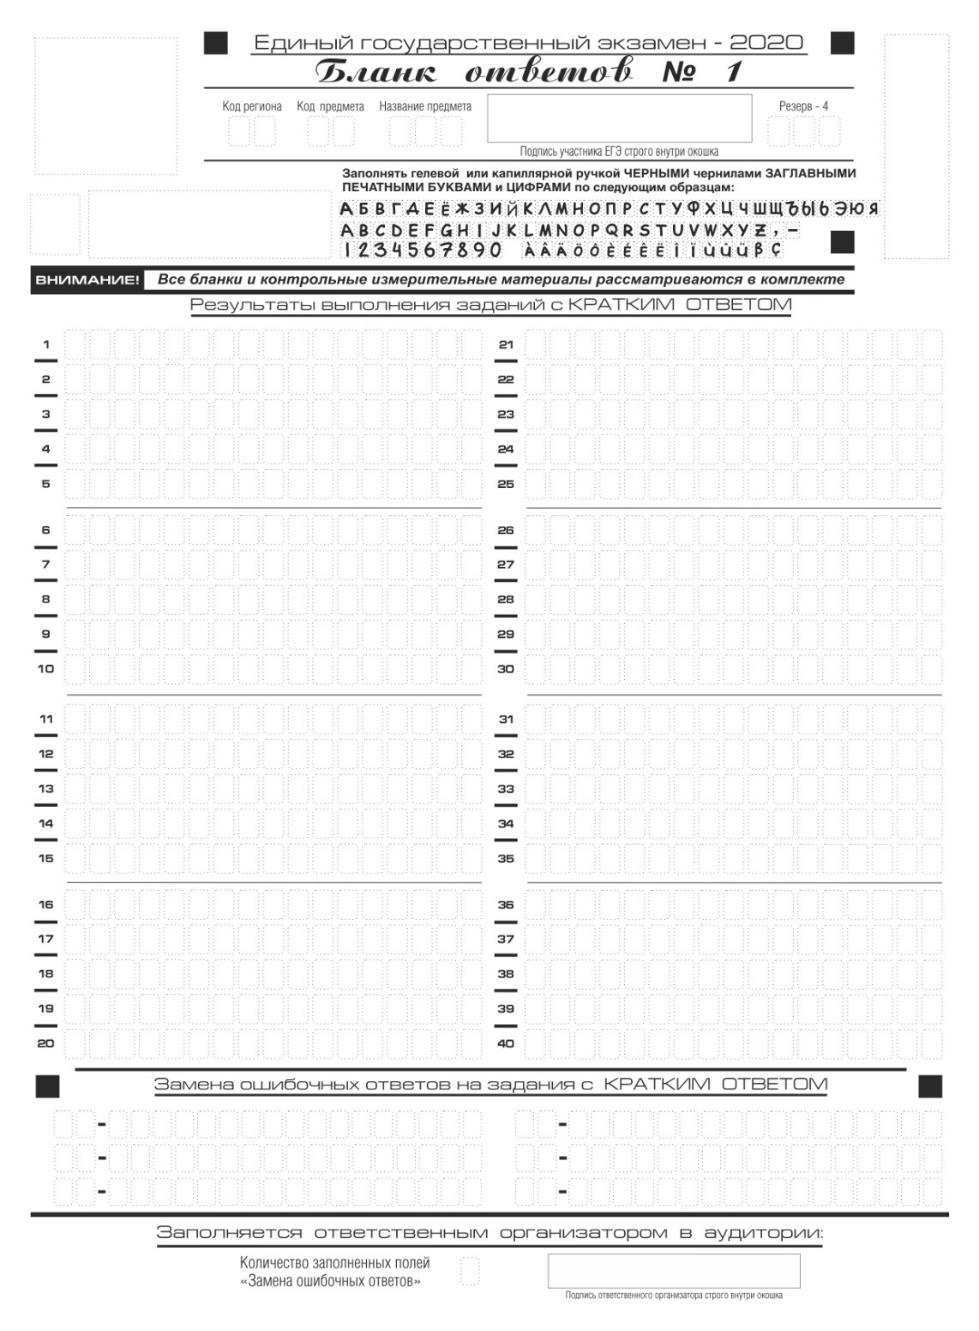 Единый государственный экзамен - 2020
Бланк ответов № 1
Код региона Код предмета Название предмета Резерв - 4
Подпись участника ЕГЭ строго внутри окошка
Заполнять гелевой или капиллярной ручкой ЧЕРНЫМИ чернилами ЗАГЛАВНЫМИ
ПЕЧАТНЫМИ БУКВАМИ и ЦИФРАМИ по следующим образцам:
АБВГДЕЁЖЗИЙКЛМНОПРСТУФХЦЧШЩЪЫЬЭЮЯ
ABCDEFGHIJKLMNOPQRSTUVWXYZ,-
1234567890 ÀÂÄÖÔÈÉÊËÎÏÙÛÜßÇ
ВНИМАНИЕ! Все бланки и контрольные измерительные материалы рассматриваются в комплекте
Результаты выполнения заданий с КРАТКИМ ОТВЕТОМ
1 21
2 22
3 23
4 24
5 25
6 26
7 27
8 28
9 29
10 30
11 31
12 32
13 33
14 34
15 35
16 36
17 37
18 38
19 39
20 40
Замена ошибочных ответов на задания с КРАТКИМ ОТВЕТОМ
- -
- -
- -
Заполняется ответственным организатором в аудитории:
Количество заполненных полей
«Замена ошибочных ответов»
Подпись ответственного организатора строго внутри окошка